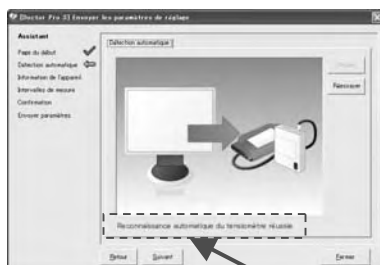 [Doctor Pro 3] Envoyer les paramètres de réglage
Assistant
Page du début
Détection automatique
Information de l'appareil
Intervalles de mesure
Confirmation
Envoyer paramètres
Détection automatique
Réessayer
Reconnaissance automatique du tensiomètre réussie
Retour
Suivant
Fermer